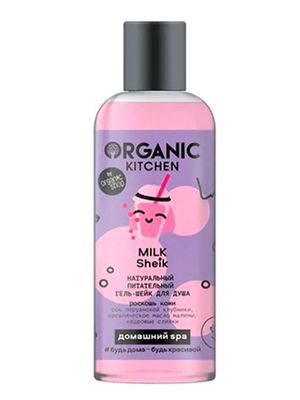 ORGANIC
KITCHEN
by
organic
shop
MILK
Sheik
НАТУРАЛЬНЫЙ
ПИТАТЕЛЬНЫЙ
ГЕЛЬ-ШЕЙК ДЛЯ ДУША
роскошь кожи
сок перуанской клубники,
органическое масло малины,
кедровые сливки
домашний spa
#будь дома – будь красивой